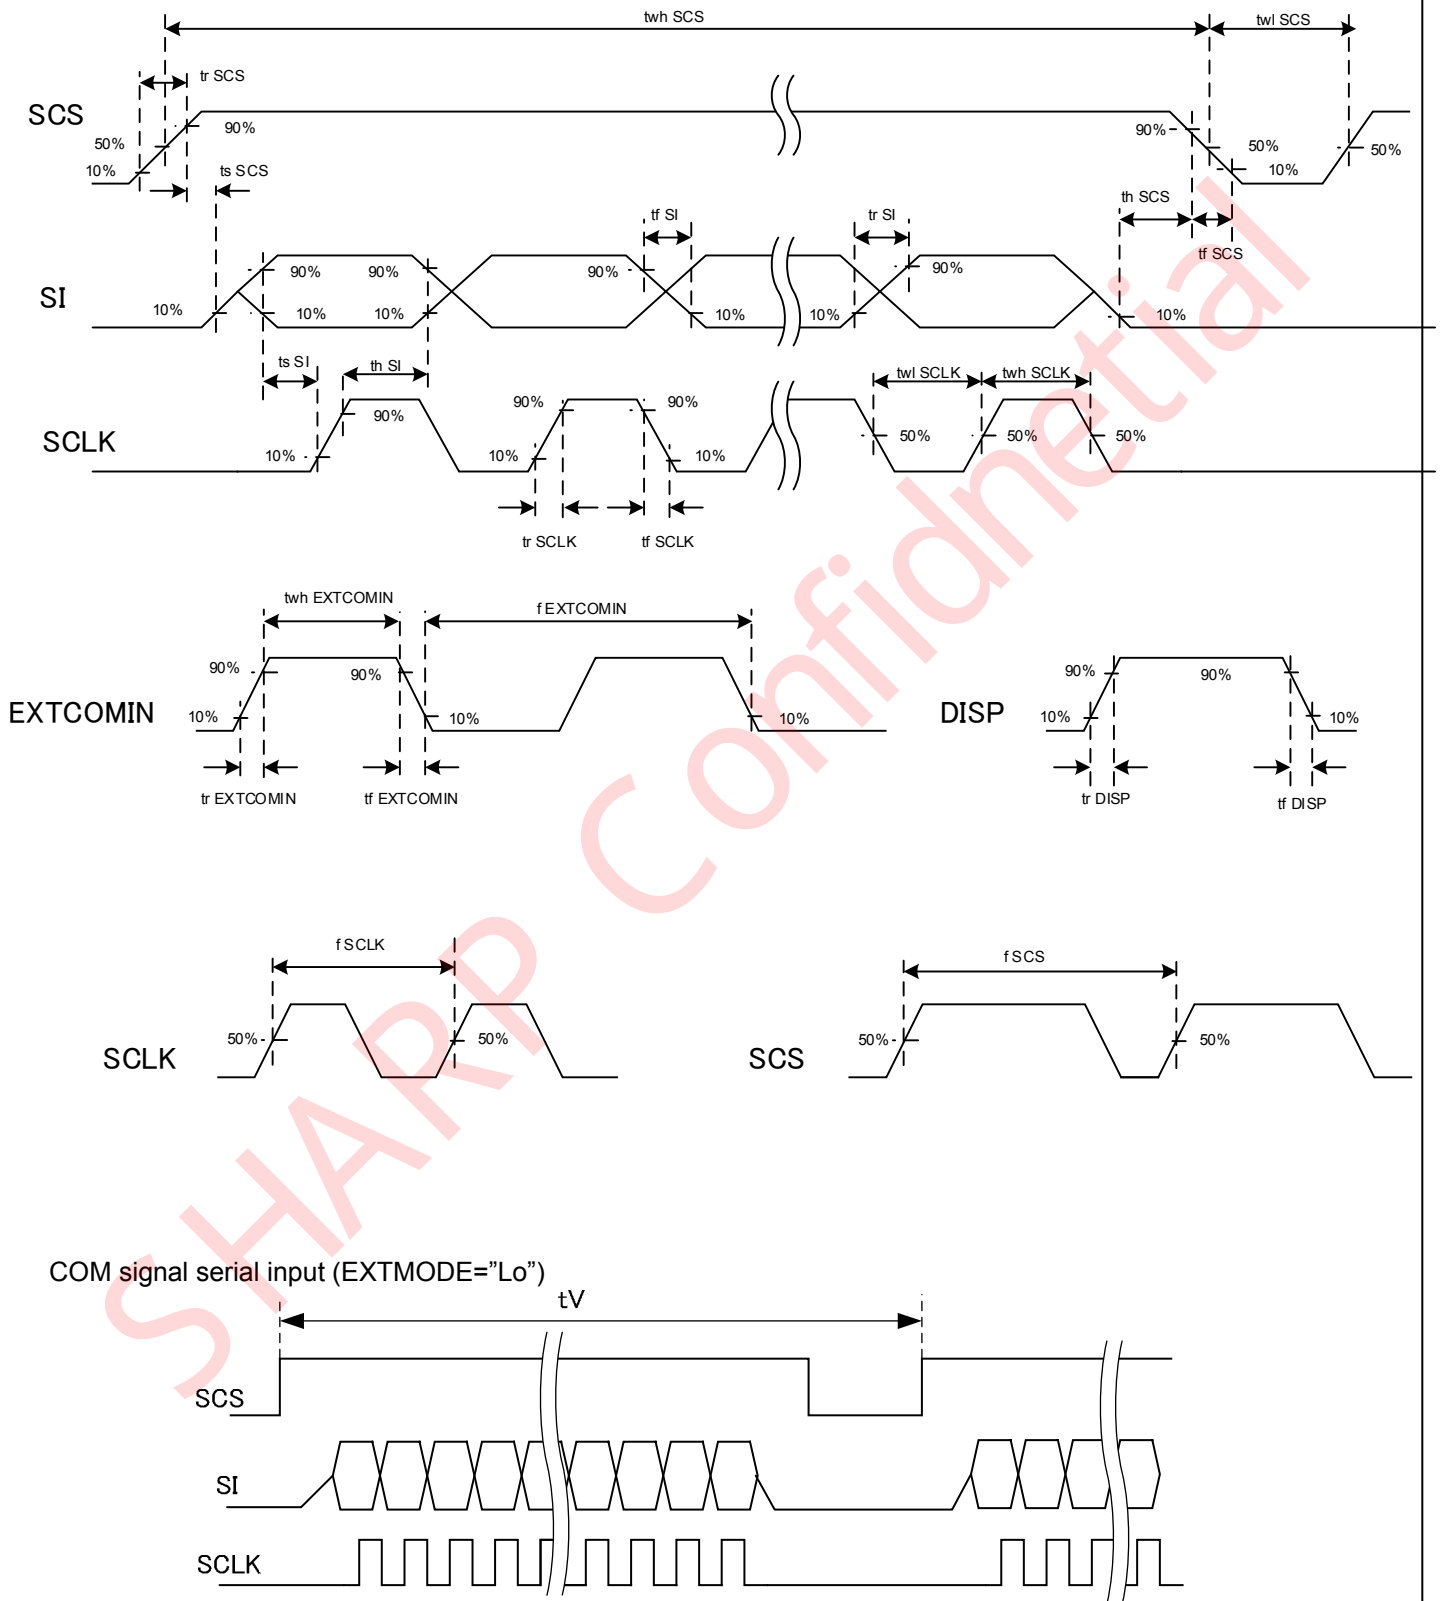 twh SCS
twl SCS
tr SCS
SCS
90%
90%
50%
50%
50%
10%
10%
ts SCS
th SCS
tf SI
tr SI
tf SCS
90%
90%
90%
90%
SI
10%
10%
10%
10%
10%
10%
ts SI
th SI
twl SCLK
twh SCLK
90%
90%
90%
SCLK
50%
50%
50%
10%
10%
10%
tr SCLK
tf SCLK
twh EXTCOMIN
f EXTCOMIN
90%
90%
90%
90%
EXTCOMIN
DISP
10%
10%
10%
10%
10%
tr EXTCOMIN
tf EXTCOMIN
tr DISP
tf DISP
f SCLK
f SCS
50%
50%
50%
50%
SCLK
SCS
COM signal serial input (EXTMODE=”Lo”)
tV
SCS
SI
SCLK
SHARP Confidnetial